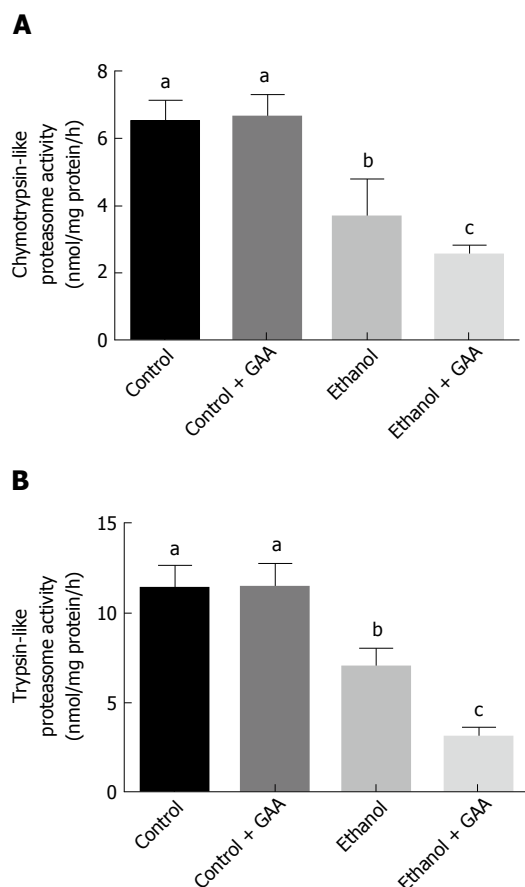 A
Chymotrypsin-like
proteasome activity
(nmol/mg protein/h)
8
6
4
2
0
a
a
b
c
Control
Control + GAA
Ethanol
Ethanol + GAA
B
Trypsin-like
proteasome activity
(nmol/mg protein/h)
15
10
5
0
a
a
b
c
Control
Control + GAA
Ethanol
Ethanol + GAA